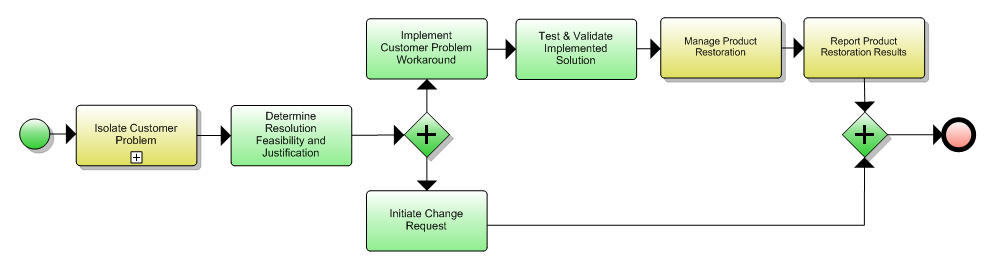 Isolate Customer
Problem
Determine
Resolution
Feasibility and
Justification
Implement
Customer Problem
Workaround
Test & Validate
Implemented
Solution
Manage Product
Restoration
Report Product
Restoration Results
Initiate Change
Request